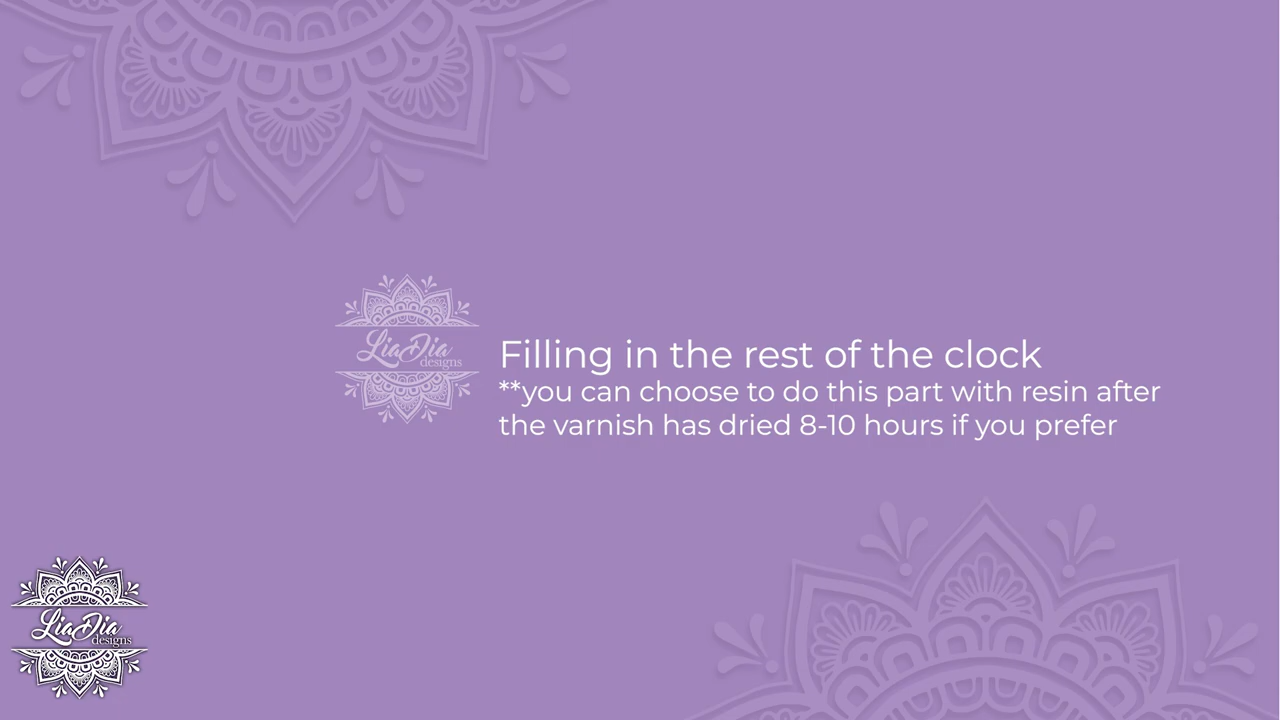 LiaDia
designs
Filling in the rest of the clock
**you can choose to do this part with resin after
the varnish has dried 8-10 hours if you prefer
LiaDia
designs